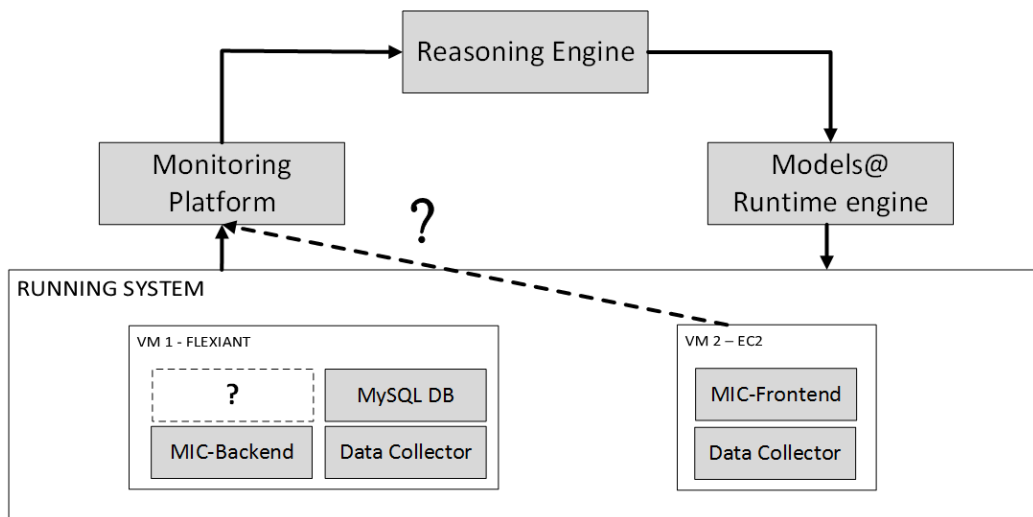 Reasoning Engine
Monitoring
Platform
Models@
Runtime engine
?
RUNNING SYSTEM
VM 1 - FLEXIANT
?
MySQL DB
MIC-Backend
Data Collector
VM 2 – EC2
MIC-Frontend
Data Collector